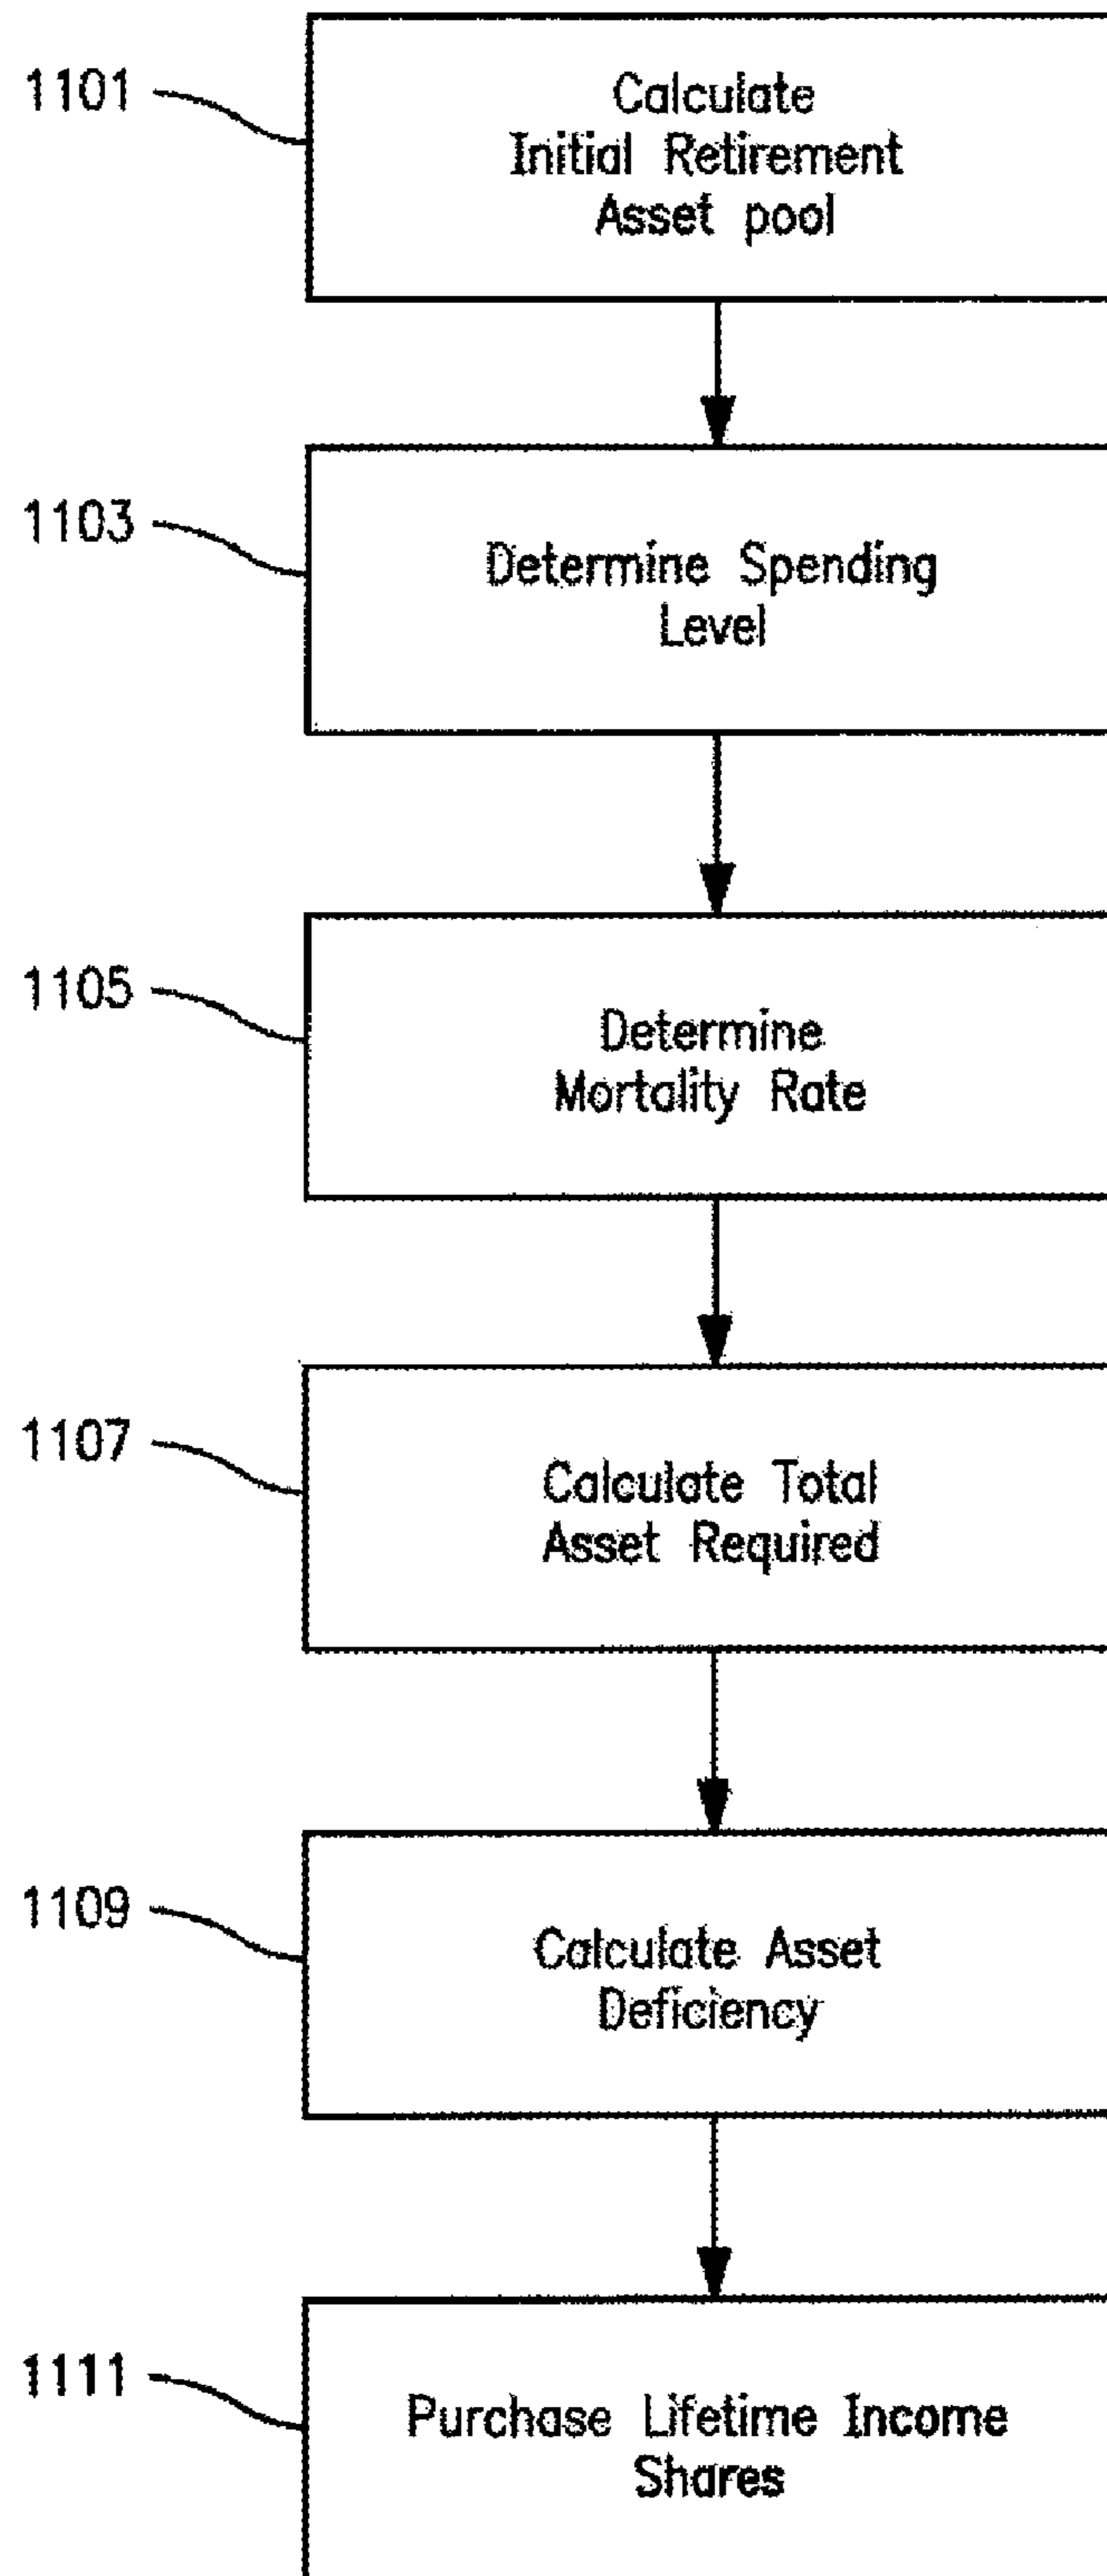 1101
Calculate
Initial Retirement
Asset pool
1103
Determine Spending
Level
1105
Determine
Mortality Rate
1107
Calculate Total
Asset Required
1109
Calculate Asset
Deficiency
1111
Purchase Lifetime Income
Shares